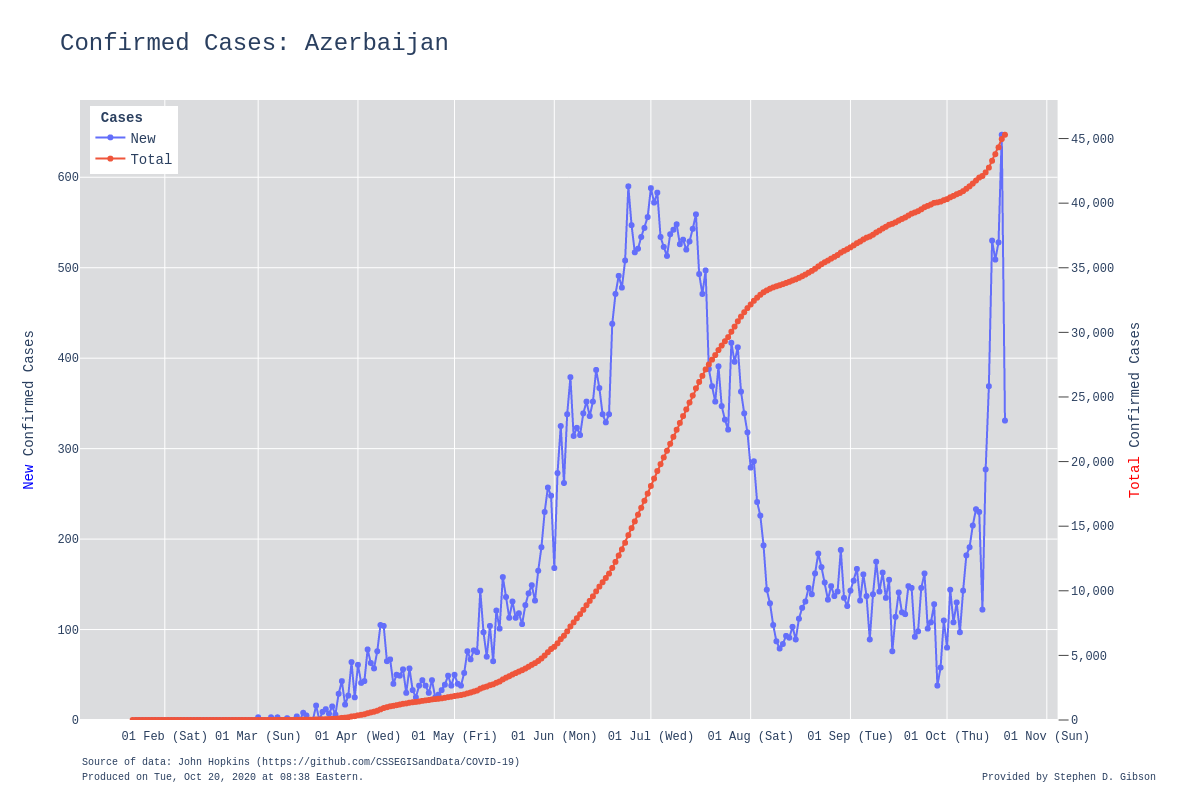 Confirmed Cases: Azerbaijan
Cases
New
Total
600
500
400
300
200
100
0
45,000
40,000
35,000
30,000
25,000
20,000
15,000
10,000
5,000
0
New Confirmed Cases
Total Confirmed Cases
01 Feb (Sat) 01 Mar (Sun) 01 Apr (Wed) 01 May (Fri) 01 Jun (Mon) 01 Jul (Wed) 01 Aug (Sat) 01 Sep (Tue) 01 Oct (Thu) 01 Nov (Sun)
Source of data: John Hopkins (https://github.com/CSSEGISandData/COVID-19)
Produced on Tue, Oct 20, 2020 at 08:38 Eastern.
Provided by Stephen D. Gibson